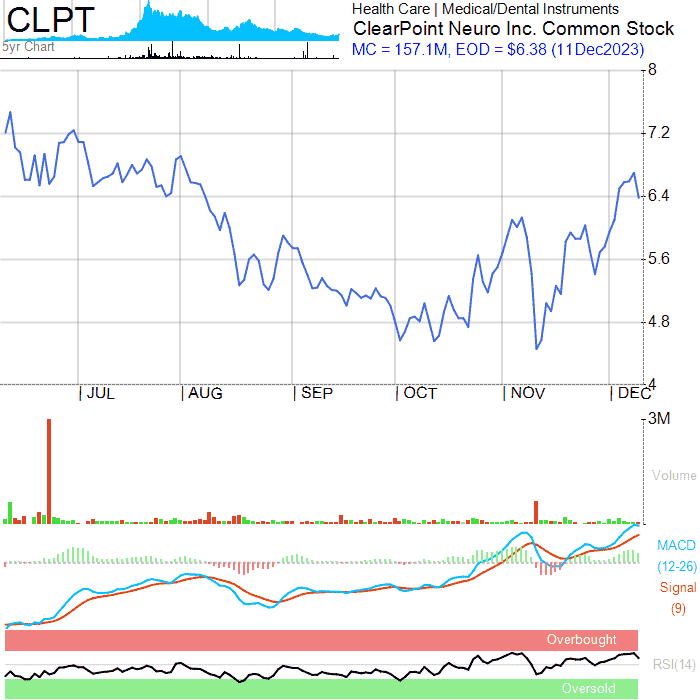 CLPT
5yr Chart
Health Care | Medical/Dental Instruments
ClearPoint Neuro Inc. Common Stock
MC = 157.1M, EOD = $6.38 (11Dec2023)
8
7.2
6.4
5.6
4.8
4
JUL AUG SEP OCT NOV DEC
3M
Volume
MACD
(12-26)
Signal
(9)
Overbought
RSI(14)
Oversold